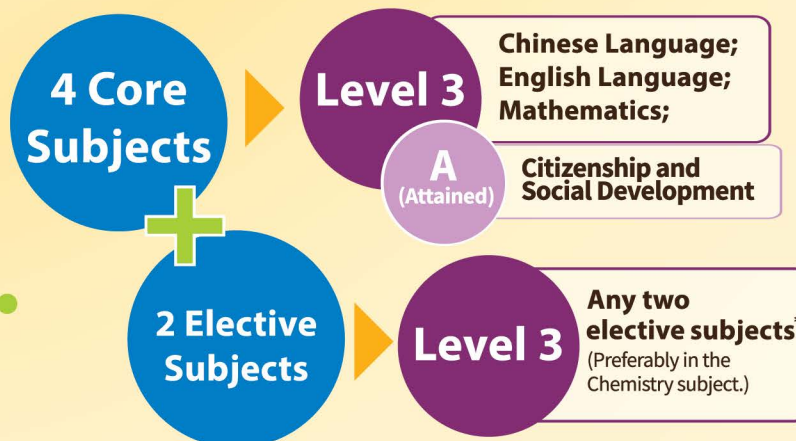 4 Core
Subjects
Level 3
Chinese Language;
English Language;
Mathematics;
A
(Attained)
Citizenship and
Social Development
2 Elective
Subjects
Level 3
Any two
elective subjects
(Preferably in the
Chemistry subject.)